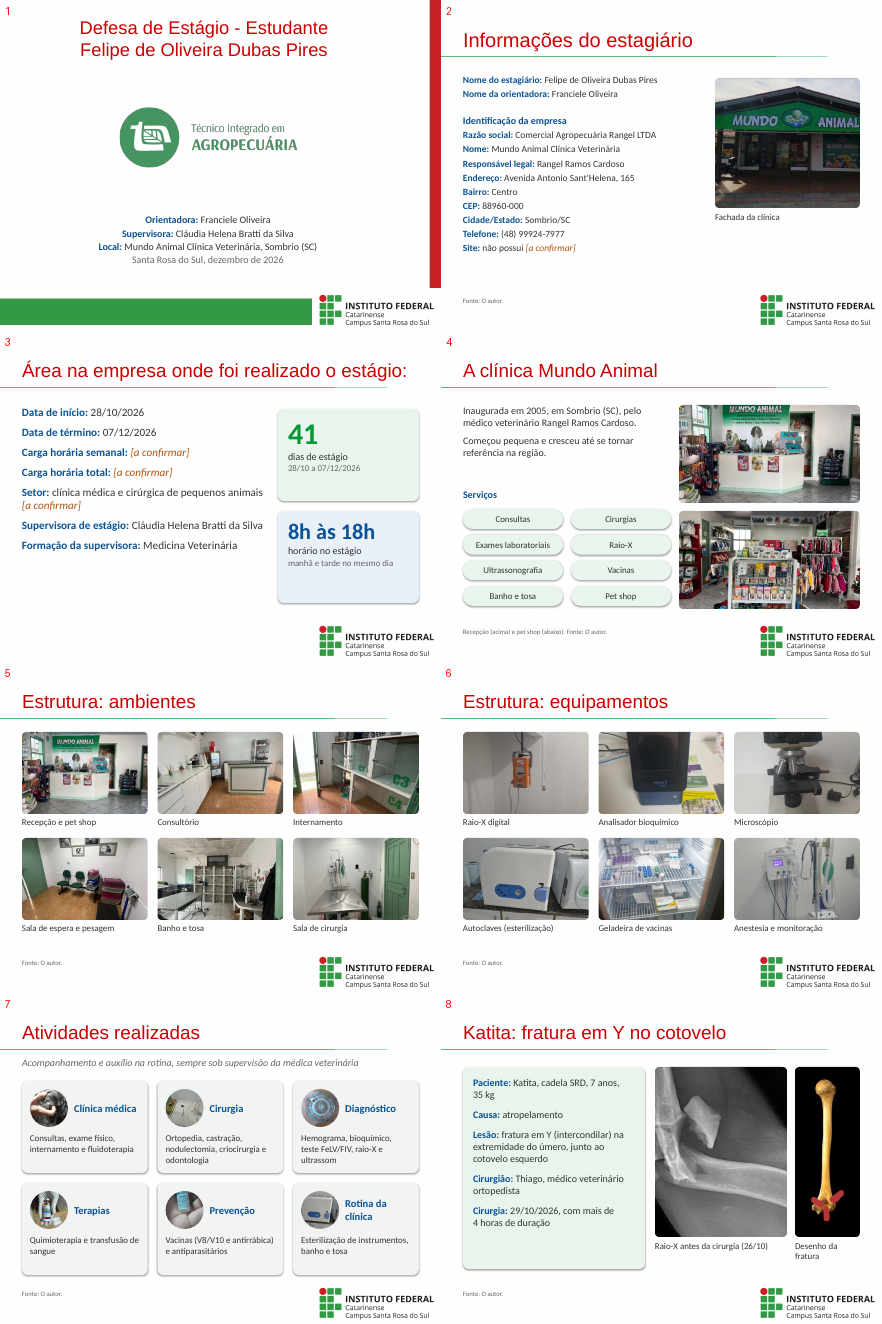 1
Defesa de Estágio - Estudante
Felipe de Oliveira Dubas Pires
Técnico Integrado em
AGROPECUÁRIA
Orientadora: Franciele Oliveira
Supervisora: Cláudia Helena Bratti da Silva
Local: Mundo Animal Clínica Veterinária, Sombrio (SC)
Santa Rosa do Sul, dezembro de 2026
INSTITUTO FEDERAL
Catarinense
Campus Santa Rosa do Sul
2
Informações do estagiário
Nome do estagiário: Felipe de Oliveira Dubas Pires
Nome da orientadora: Franciele Oliveira
Identificação da empresa
Razão social: Comercial Agropecuária Rangel LTDA
Nome: Mundo Animal Clínica Veterinária
Responsável legal: Rangel Ramos Cardoso
Endereço: Avenida Antonio Sant'Helena, 165
Bairro: Centro
CEP: 88960-000
Cidade/Estado: Sombrio/SC
Telefone: (48) 99924-7977
Site: não possui [a confirmar]
MUNDO ANIMAL
Fachada da clínica
Fonte: O autor.
INSTITUTO FEDERAL
Catarinense
Campus Santa Rosa do Sul
3
Área na empresa onde foi realizado o estágio:
Data de início: 28/10/2026
Data de término: 07/12/2026
Carga horária semanal: [a confirmar]
Carga horária total: [a confirmar]
Setor: clínica médica e cirúrgica de pequenos animais
[a confirmar]
Supervisora de estágio: Cláudia Helena Bratti da Silva
Formação da supervisora: Medicina Veterinária
41
dias de estágio
28/10 a 07/12/2026
8h às 18h
horário no estágio
manhã e tarde no mesmo dia
INSTITUTO FEDERAL
Catarinense
Campus Santa Rosa do Sul
4
A clínica Mundo Animal
Inaugurada em 2005, em Sombrio (SC), pelo
médico veterinário Rangel Ramos Cardoso.
Começou pequena e cresceu até se tornar
referência na região.
Serviços
Consultas
Cirurgias
Exames laboratoriais
Raio-X
Ultrassonografia
Vacinas
Banho e tosa
Pet shop
MUNDO ANIMAL
Recepção (acima) e pet shop (abaixo). Fonte: O autor.
INSTITUTO FEDERAL
Catarinense
Campus Santa Rosa do Sul
5
Estrutura: ambientes
MUNDO ANIMAL
C3
C4
Recepção e pet shop
Consultório
Internamento
Sala de espera e pesagem
Banho e tosa
Sala de cirurgia
Fonte: O autor.
INSTITUTO FEDERAL
Catarinense
Campus Santa Rosa do Sul
6
Estrutura: equipamentos
Raio-X digital
Analisador bioquímico
Microscópio
Autoclaves (esterilização)
Geladeira de vacinas
Anestesia e monitoração
Fonte: O autor.
INSTITUTO FEDERAL
Catarinense
Campus Santa Rosa do Sul
7
Atividades realizadas
Acompanhamento e auxílio na rotina, sempre sob supervisão da médica veterinária
Clínica médica
Consultas, exame físico,
internamento e fluidoterapia
Cirurgia
Ortopedia, castração,
nodulectomia, criocirurgia e
odontologia
Diagnóstico
Hemograma, bioquímico,
teste FeLV/FIV, raio-X e
ultrassom
Terapias
Quimioterapia e transfusão de
sangue
Prevenção
Vacinas (V8/V10 e antirrábica)
e antiparasitários
Rotina da
clínica
Esterilização de instrumentos,
banho e tosa
Fonte: O autor.
INSTITUTO FEDERAL
Catarinense
Campus Santa Rosa do Sul
8
Katita: fratura em Y no cotovelo
Paciente: Katita, cadela SRD, 7 anos,
35 kg
Causa: atropelamento
Lesão: fratura em Y (intercondilar) na
extremidade do úmero, junto ao
cotovelo esquerdo
Cirurgião: Thiago, médico veterinário
ortopedista
Cirurgia: 29/10/2026, com mais de
4 horas de duração
Raio-X antes da cirurgia (26/10)
Desenho da
fratura
Fonte: O autor.
INSTITUTO FEDERAL
Catarinense
Campus Santa Rosa do Sul